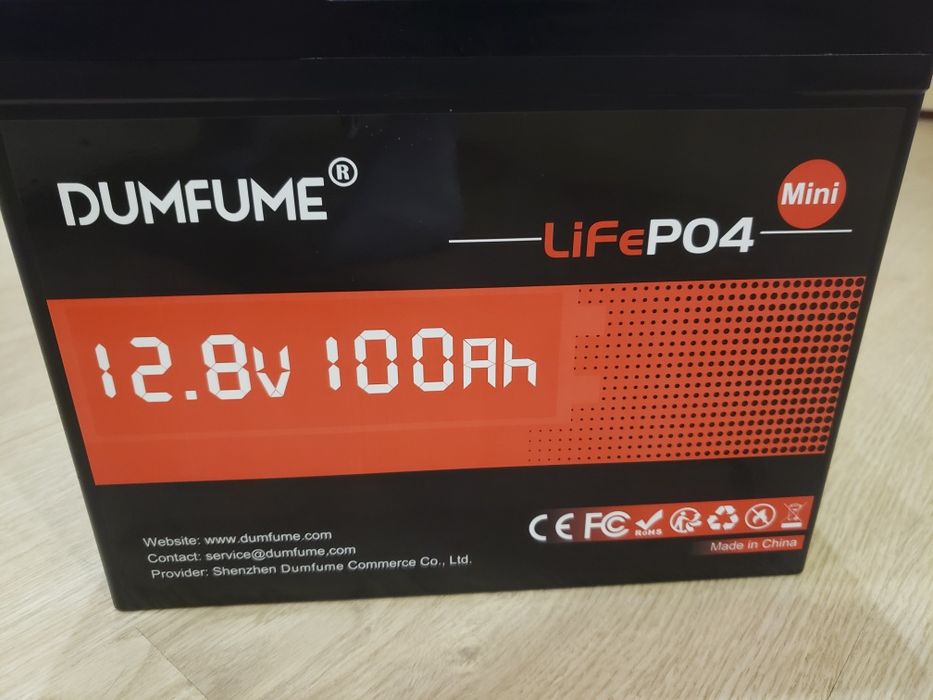 DUMFUME®
Mini
LiFePO4
12.8V 100Ah
Website: www.dumfume.com
Contact: service@dumfume.com
Provider: Shenzhen Dumfume Commerce Co., Ltd.
CE FC RoHS
Made in China